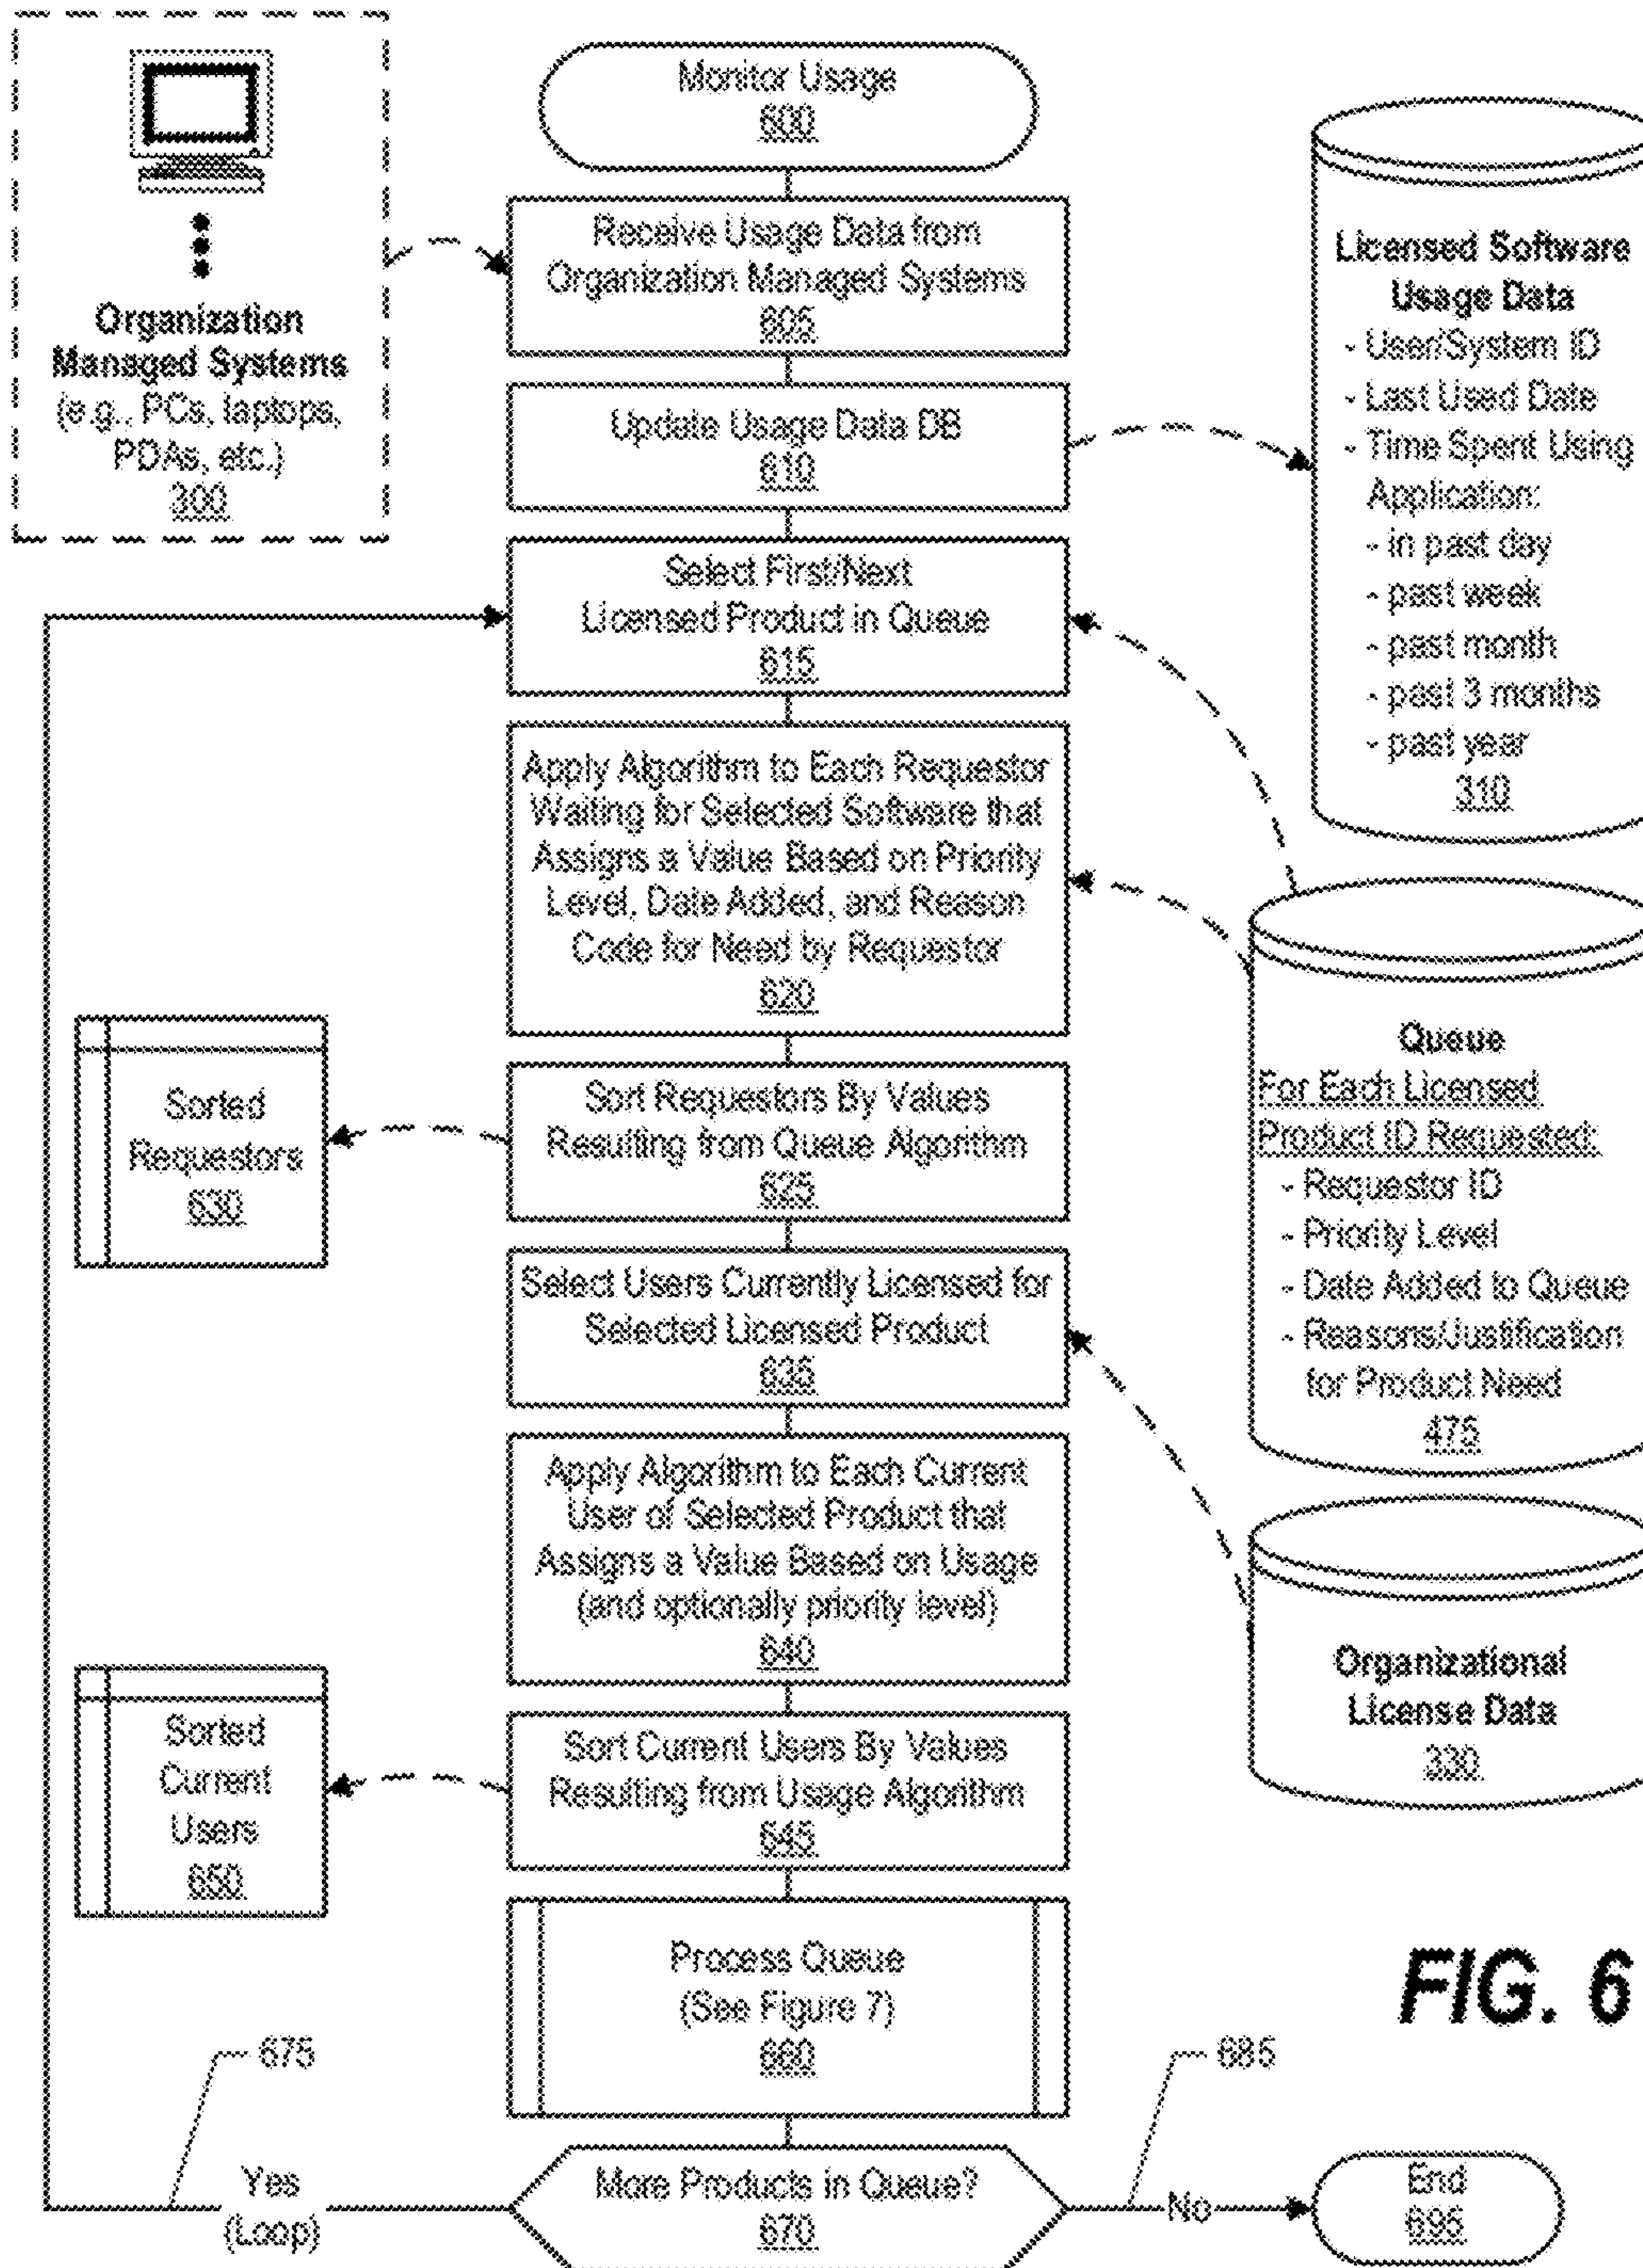 Monitor Usage
600
Organization
Managed Systems
(e.g., PCs, laptops,
PDAs, etc.)
300
Receive Usage Data from
Organization Managed Systems
605
Update Usage Data DB
610
Licensed Software
Usage Data
- User/System ID
- Last Used Date
- Time Spent Using
Application:
- in past day
- past week
- past month
- past 3 months
- past year
310
Select First/Next
Licensed Product in Queue
615
Apply Algorithm to Each Requestor
Waiting for Selected Software that
Assigns a Value Based on Priority
Level, Date Added, and Reason
Code for Need by Requestor
620
Queue
For Each Licensed
Product ID Requested:
- Requestor ID
- Priority Level
- Date Added to Queue
- Reasons/Justification
for Product Need
475
Sort Requestors By Values
Resulting from Queue Algorithm
625
Sorted
Requestors
630
Select Users Currently Licensed for
Selected Licensed Product
635
Apply Algorithm to Each Current
User of Selected Product that
Assigns a Value Based on Usage
(and optionally priority level)
640
Organizational
License Data
330
Sort Current Users By Values
Resulting from Usage Algorithm
645
Sorted
Current
Users
650
Process Queue
(See Figure 7)
660
FIG. 6
675
685
More Products in Queue?
670
Yes
(Loop)
No
End
695